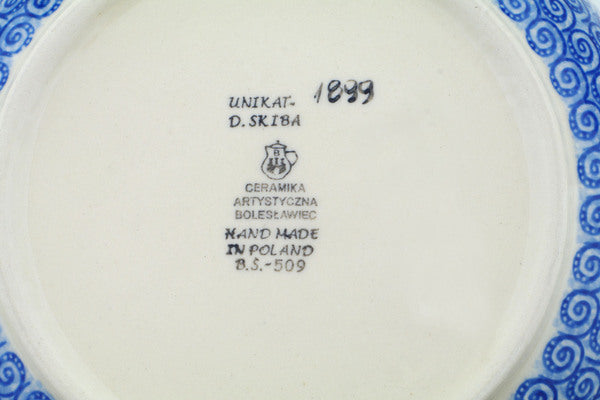 UNIKAT- 1899
D. SKIBA
B
CERAMIKA
ARTYSTYCZNA
BOLESŁAWIEC
HAND MADE
IN POLAND
B.S.-509